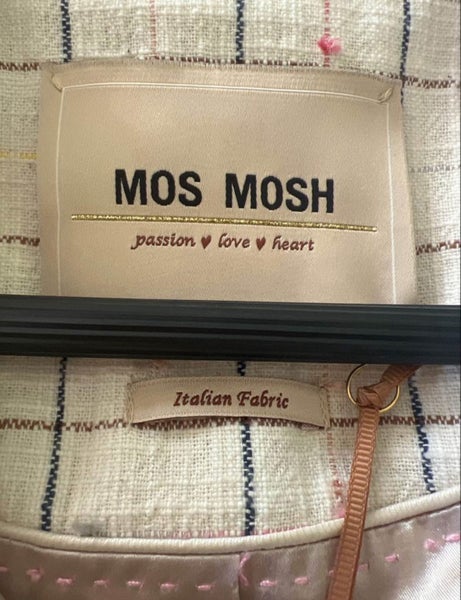 MOS MOSH
passion ♥ love ♥ heart
Italian Fabric